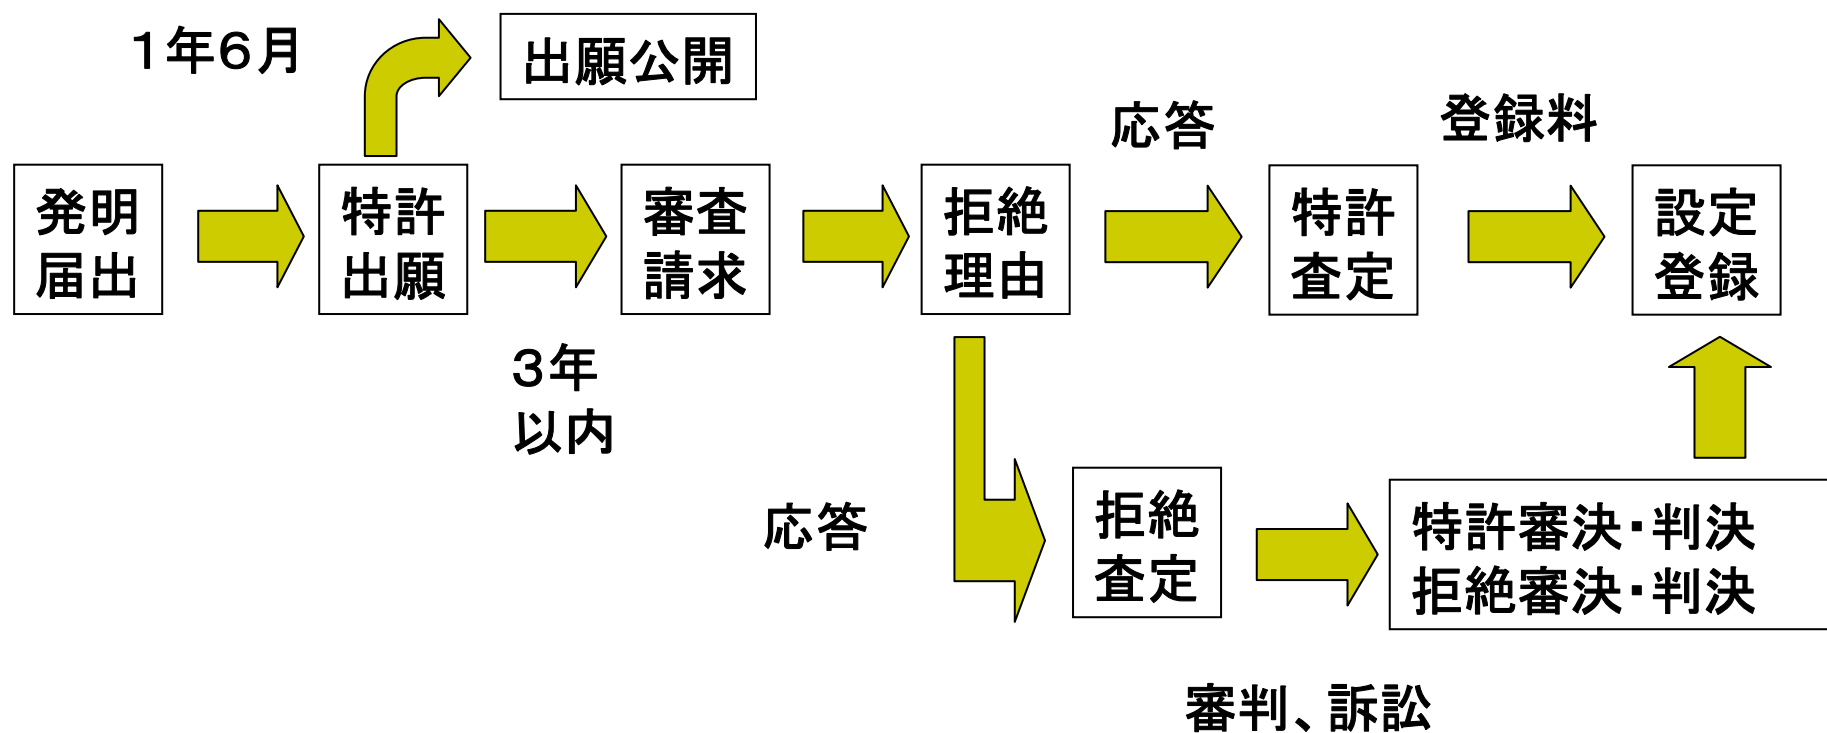 １年６月
出願公開
応答
登録料
発明
届出
特許
出願
審査
請求
拒絶
理由
特許
査定
設定
登録
３年
以内
応答
拒絶
査定
特許審決・判決
拒絶審決・判決
審判、訴訟